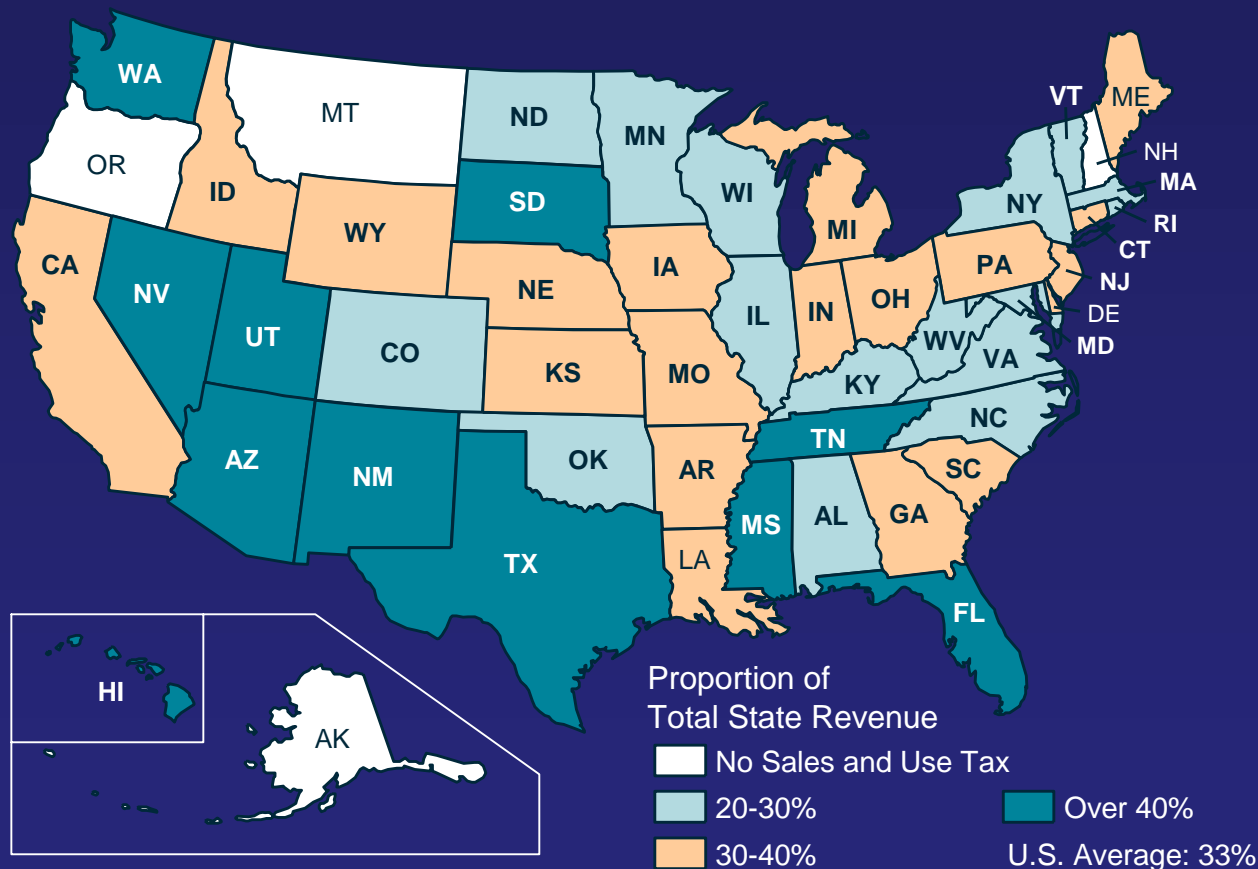 WA
MT
ND
MN
VT
ME
OR
NH
ID
SD
WI
MA
NY
RI
WY
MI
CT
CA
IA
PA
NV
NE
NJ
OH
IN
DE
UT
IL
CO
WV
MD
VA
KS
MO
KY
NC
TN
AZ
OK
NM
AR
SC
MS
AL
GA
TX
LA
FL
HI
AK
Proportion of
Total State Revenue
No Sales and Use Tax
20-30%
Over 40%
30-40%
U.S. Average: 33%